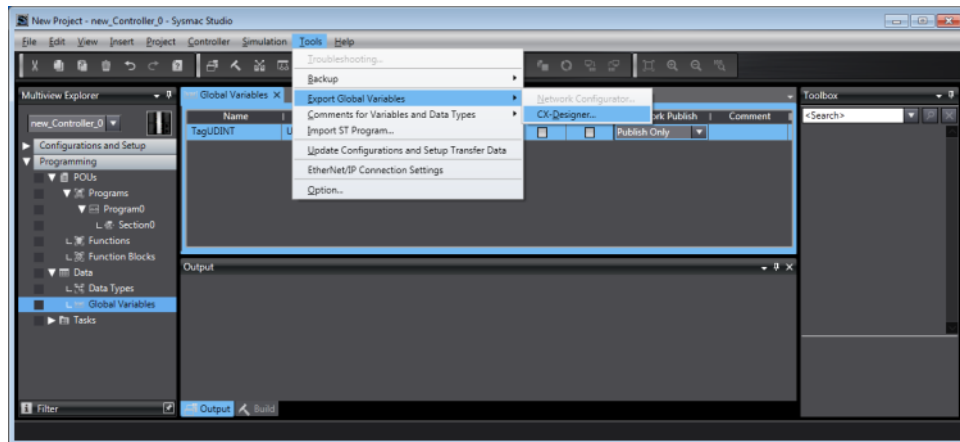 New Project - new_Controller_0 - Sysmac Studio
File Edit View Insert Project Controller Simulation Tools Help
Troubleshooting...
Backup
Multiview Explorer
Global Variables X
Export Global Variables
Network Configurator...
Toolbox
new_Controller_0
Name
Comments for Variables and Data Types
CX-Designer...
Publish
Comment
<Search>
TagUDINT
Import ST Program...
Publish Only
Configurations and Setup
Update Configurations and Setup Transfer Data
Programming
EtherNet/IP Connection Settings
POUs
Option...
Programs
Program0
Section0
Functions
Function Blocks
Output
Data
Data Types
Global Variables
Tasks
Filter
Output
Build